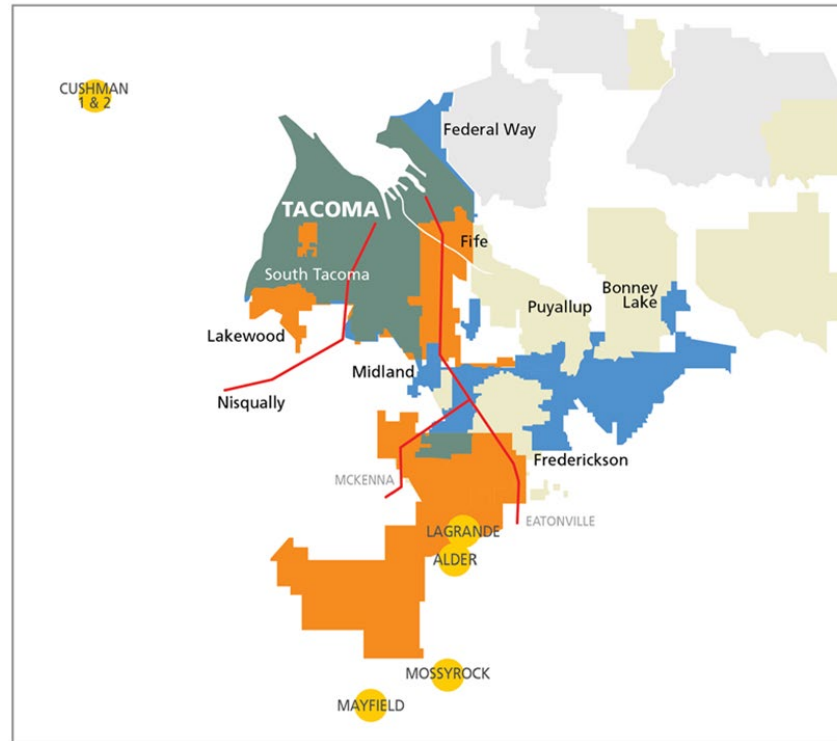 CUSHMAN
1 & 2
Federal Way
TACOMA
Fife
South Tacoma
Bonney
Lake
Puyallup
Lakewood
Midland
Nisqually
Frederickson
MCKENNA
EATONVILLE
LAGRANDE
ALDER
MOSSYROCK
MAYFIELD